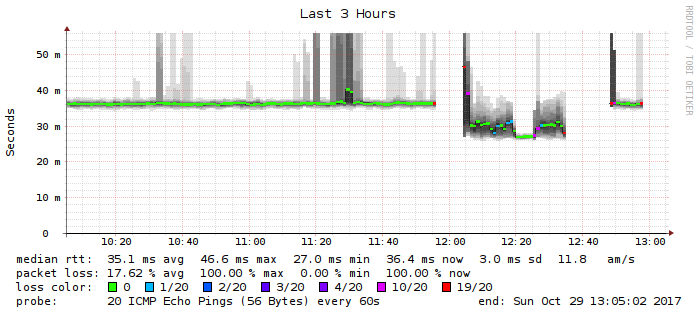 Last 3 Hours
RRDTOOL / TOBI OETIKER
Seconds
50 m
40 m
30 m
20 m
10 m
0
10:20 10:40 11:00 11:20 11:40 12:00 12:20 12:40 13:00
median rtt: 35.1 ms avg 46.6 ms max 27.0 ms min 36.4 ms now 3.0 ms sd 11.8 am/s
packet loss: 17.62 % avg 100.00 % max 0.00 % min 100.00 % now
loss color: 0 1/20 2/20 3/20 4/20 10/20 19/20
probe: 20 ICMP Echo Pings (56 Bytes) every 60s end: Sun Oct 29 13:05:02 2017